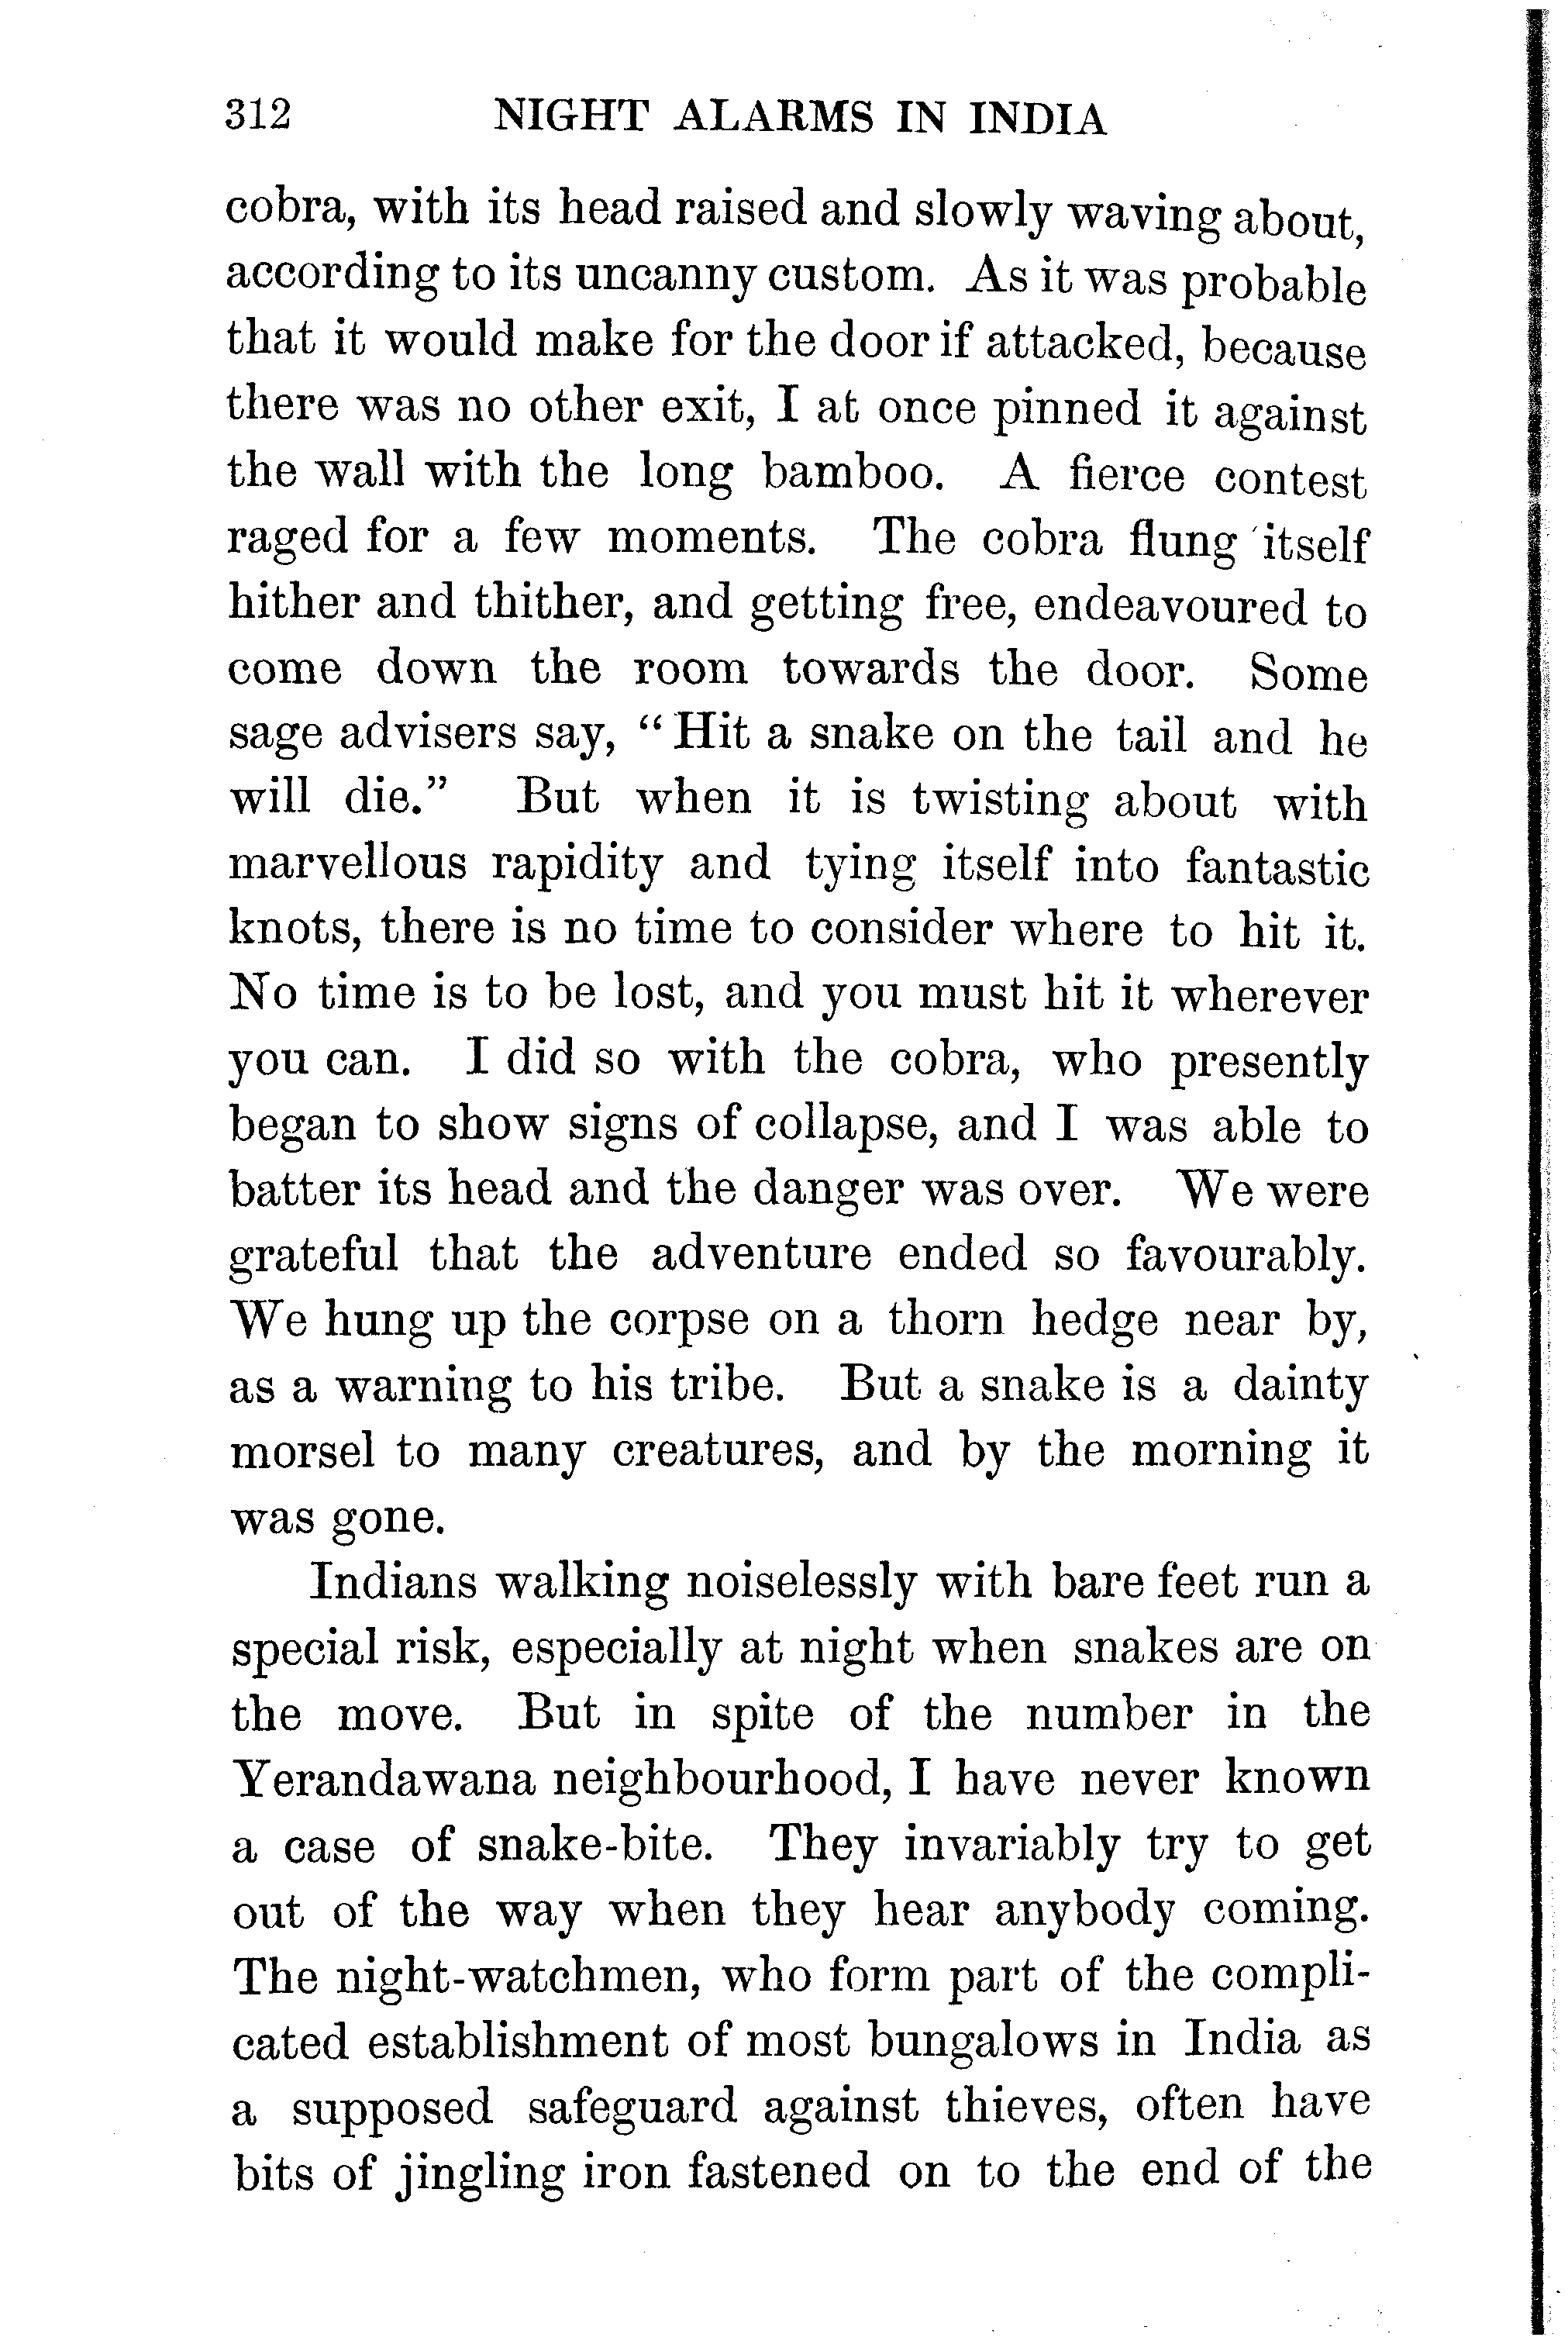 312 NIGHT ALARMS IN INDIA
cobra, with its head raised and slowly waving about,
according to its uncanny custom. As it was probable
that it would make for the door if attacked, because
there was no other exit, I at once pinned it against
the wall with the long bamboo. A fierce contest
raged for a few moments. The cobra flung itself
hither and thither, and getting free, endeavoured to
come down the room towards the door. Some
sage advisers say, “Hit a snake on the tail and he
will die.” But when it is twisting about with
marvellous rapidity and tying itself into fantastic
knots, there is no time to consider where to hit it.
No time is to be lost, and you must hit it wherever
you can. I did so with the cobra, who presently
began to show signs of collapse, and I was able to
batter its head and the danger was over. We were
grateful that the adventure ended so favourably.
We hung up the corpse on a thorn hedge near by,
as a warning to his tribe. But a snake is a dainty
morsel to many creatures, and by the morning it
was gone.
Indians walking noiselessly with bare feet run a
special risk, especially at night when snakes are on
the move. But in spite of the number in the
Yerandawana neighbourhood, I have never known
a case of snake-bite. They invariably try to get
out of the way when they hear anybody coming.
The night-watchmen, who form part of the compli-
cated establishment of most bungalows in India as
a supposed safeguard against thieves, often have
bits of jingling iron fastened on to the end of the